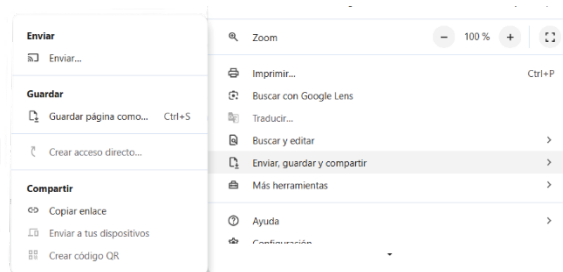 Enviar
Enviar...
Guardar
Guardar página como... Ctrl+S
Crear acceso directo...
Compartir
Copiar enlace
Enviar a tus dispositivos
Crear código QR
Zoom - 100 % +
Imprimir... Ctrl+P
Buscar con Google Lens
Traducir...
Buscar y editar
Enviar, guardar y compartir
Más herramientas
Ayuda
Configuración